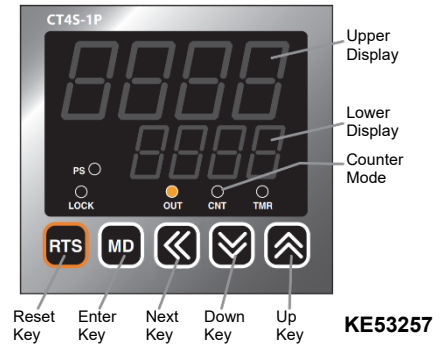 CT4S-1P
Upper
Display
Lower
Display
Counter
Mode
PS
LOCK
OUT
CNT
TMR
RTS
MD
Reset
Key
Enter
Key
Next
Key
Down
Key
Up
Key
KE53257